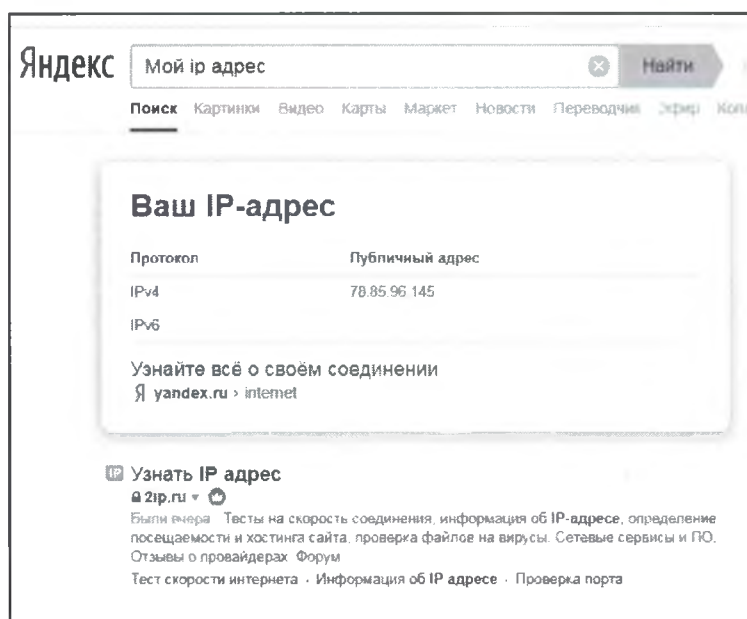 Яндекс
Мой ip адрес
Найти
Поиск Картинки Видео Карты Маркет Новости Переводчик Эфир
Ваш IP-адрес
Протокол Публичный адрес
IPv4 78.85.96.145
IPv6
Узнайте всё о своём соединении
Я yandex.ru › internet
IP Узнать IP адрес
2ip.ru
Были вчера Тесты на скорость соединения, информация об IP-адресе, определение
посещаемости и хостинга сайта, проверка файлов на вирусы. Сетевые сервисы и ПО.
Отзывы о провайдерах. Форум
Тест скорости интернета · Информация об IP адресе · Проверка порта